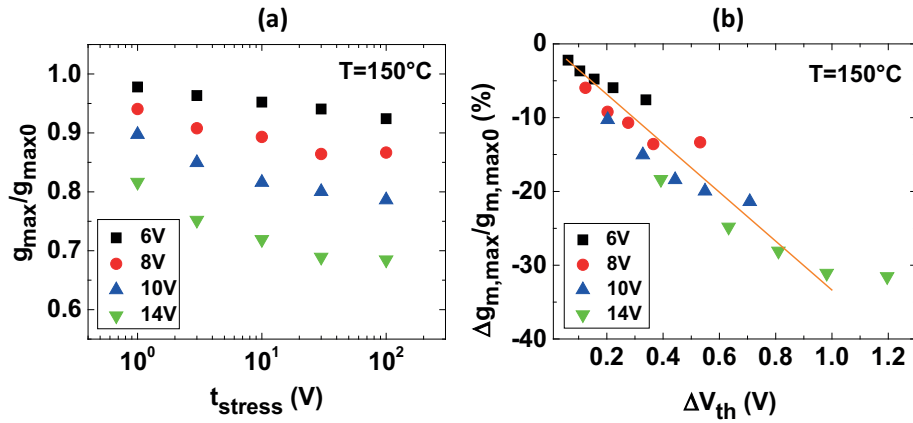 (a)
T=150°C
g_max/g_max0
1.0
0.9
0.8
0.7
0.6
6V
8V
10V
14V
10^0
10^1
10^2
t_stress (V)
(b)
T=150°C
Δg_m,max/g_m,max0 (%)
0
-10
-20
-30
-40
6V
8V
10V
14V
0.2 0.4 0.6 0.8 1.0 1.2
ΔV_th (V)